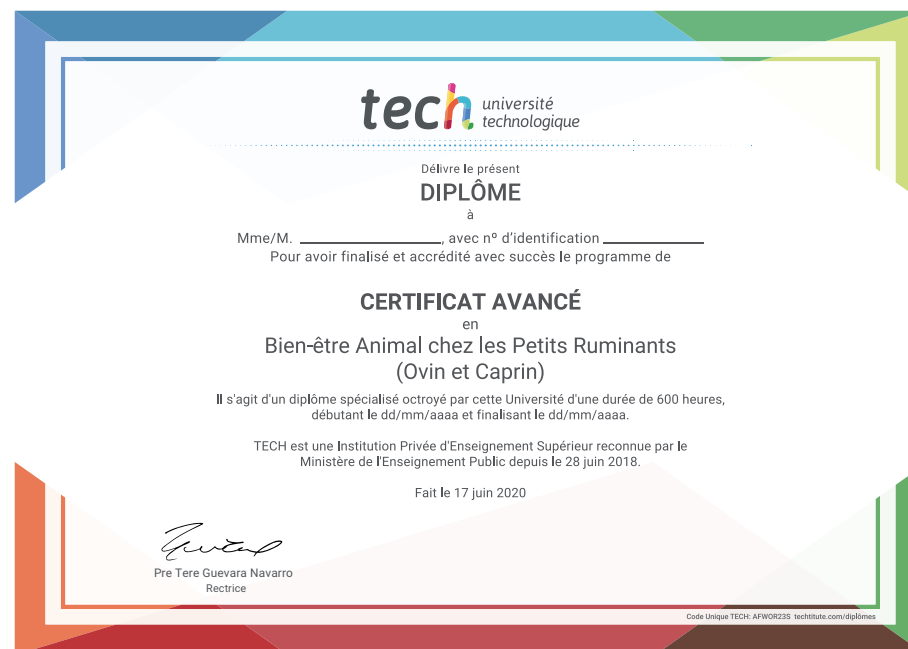 tech université
technologique
Délivre le présent
DIPLÔME
à
Mme/M. ____________________, avec nº d'identification ______________
Pour avoir finalisé et accrédité avec succès le programme de
CERTIFICAT AVANCÉ
en
Bien-être Animal chez les Petits Ruminants
(Ovin et Caprin)
Il s'agit d'un diplôme spécialisé octroyé par cette Université d'une durée de 600 heures,
débutant le dd/mm/aaaa et finalisant le dd/mm/aaaa.
TECH est une Institution Privée d'Enseignement Supérieur reconnue par le
Ministère de l'Enseignement Public depuis le 28 juin 2018.
Fait le 17 juin 2020
Pre Tere Guevara Navarro
Rectrice
Code Unique TECH: AFWOR23S techtitute.com/diplômes